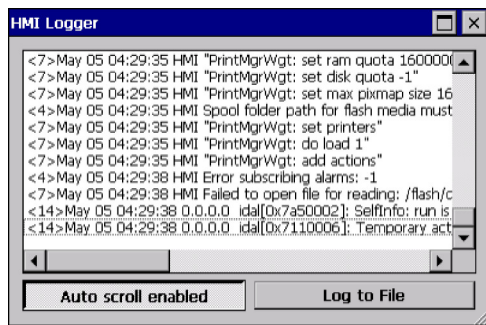 HMI Logger
<7>May 05 04:29:35 HMI "PrintMgrWgt: set ram quota 1600000
<7>May 05 04:29:35 HMI "PrintMgrWgt: set disk quota -1"
<7>May 05 04:29:35 HMI "PrintMgrWgt: set max pixmap size 16
<4>May 05 04:29:35 HMI Spool folder path for flash media must
<7>May 05 04:29:35 HMI "PrintMgrWgt: set printers"
<7>May 05 04:29:35 HMI "PrintMgrWgt: do load 1"
<7>May 05 04:29:35 HMI "PrintMgrWgt: add actions"
<4>May 05 04:29:38 HMI Error subscribing alarms: -1
<7>May 05 04:29:38 HMI Failed to open file for reading: /flash/c
<14>May 05 04:29:38 0.0.0.0 idal[0x7a50002]: SelfInfo: run is
<14>May 05 04:29:38 0.0.0.0 idal[0x7110006]: Temporary act
Auto scroll enabled
Log to File